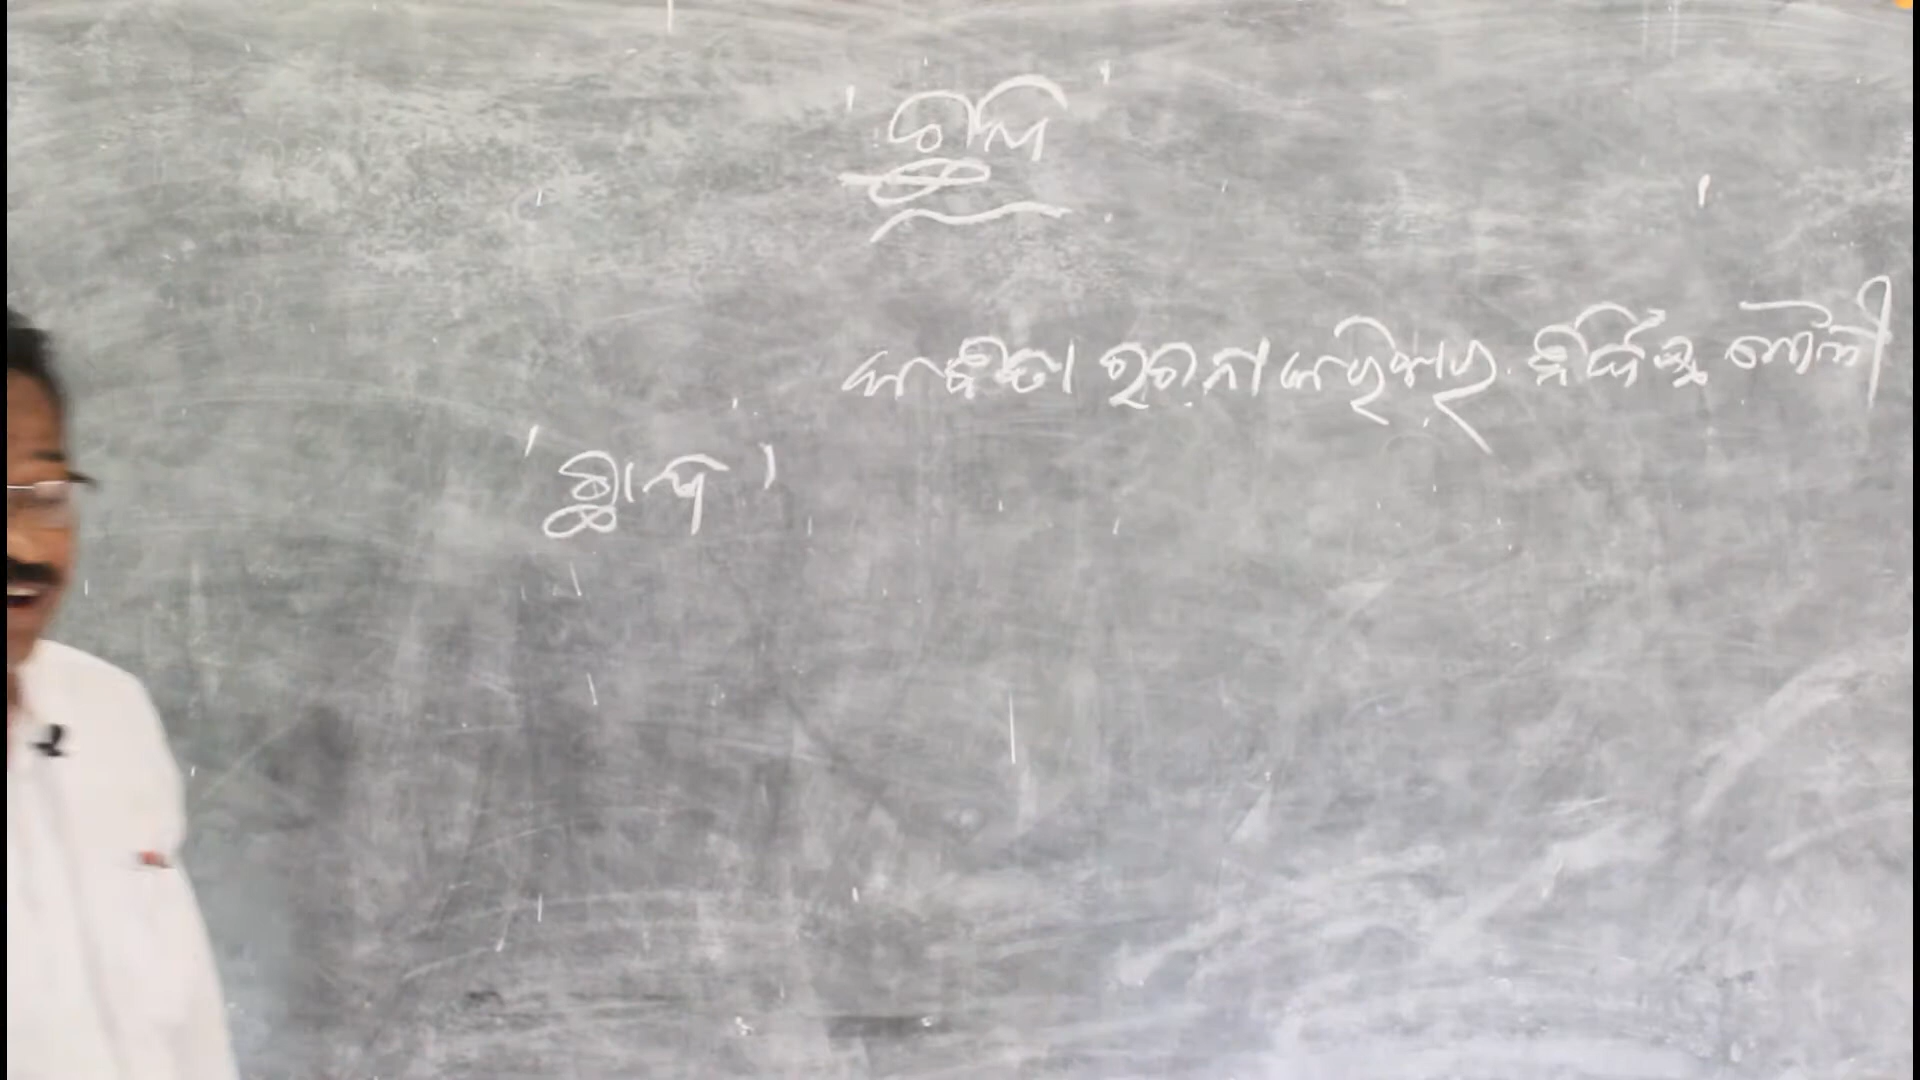 କବିତା ରଚନା କରିବାର ନିର୍ଦ୍ଦିଷ୍ଟ ଶୈଳୀ
'ଛାନ୍ଦ'